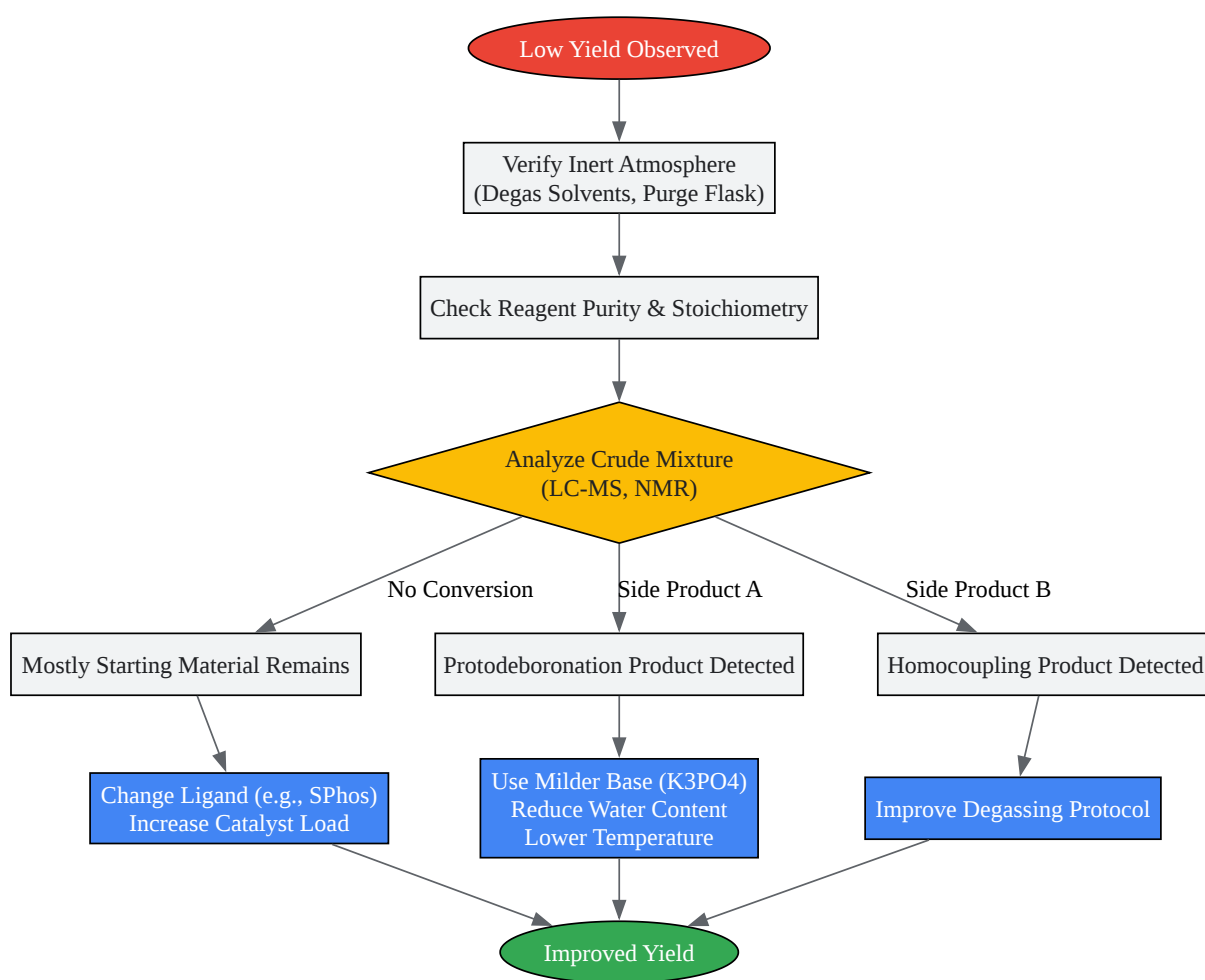 Low Yield Observed
Verify Inert Atmosphere
(Degas Solvents, Purge Flask)
Check Reagent Purity & Stoichiometry
Analyze Crude Mixture
(LC-MS, NMR)
No Conversion
Side Product A
Side Product B
Mostly Starting Material Remains
Protodeboronation Product Detected
Homocoupling Product Detected
Change Ligand (e.g., SPhos)
Increase Catalyst Load
Use Milder Base (K3PO4)
Reduce Water Content
Lower Temperature
Improve Degassing Protocol
Improved Yield